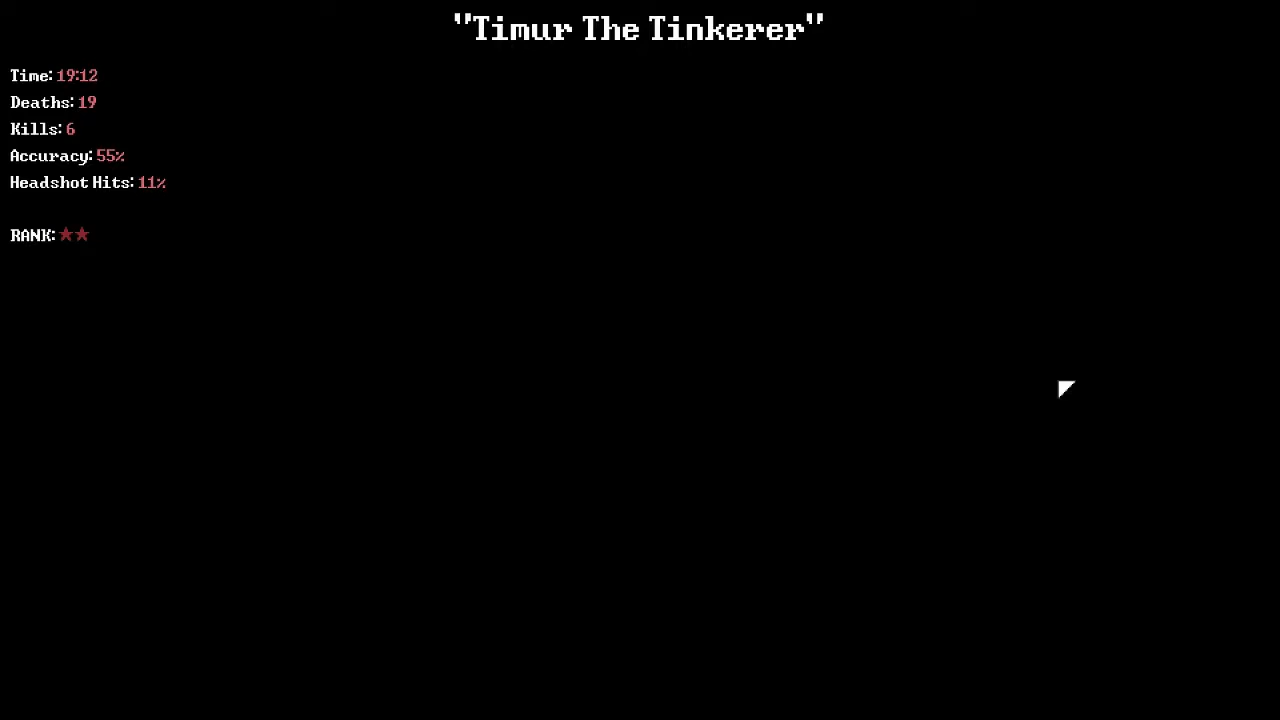 "Timur The Tinkerer"
Time: 19:12
Deaths: 19
Kills: 6
Accuracy: 55%
Headshot Hits: 11%
RANK: ★★